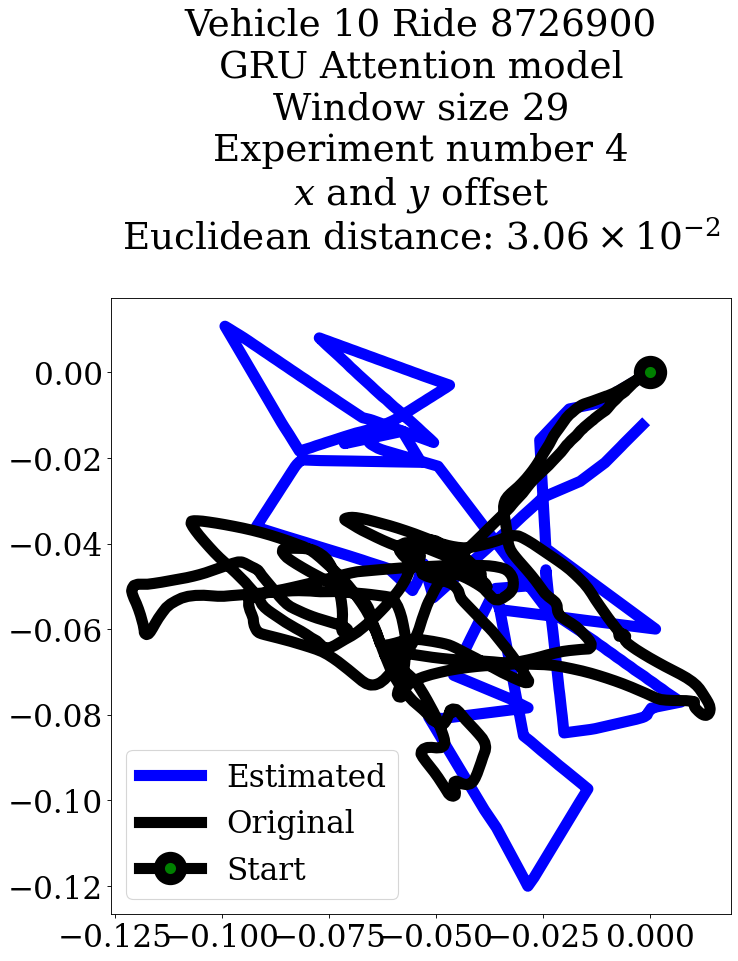 Vehicle 10 Ride 8726900
GRU Attention model
Window size 29
Experiment number 4
x and y offset
Euclidean distance: 3.06 × 10⁻²
0.00
−0.02
−0.04
−0.06
−0.08
−0.10
−0.12
Estimated
Original
Start
−0.125 −0.100 −0.075 −0.050 −0.025 0.000